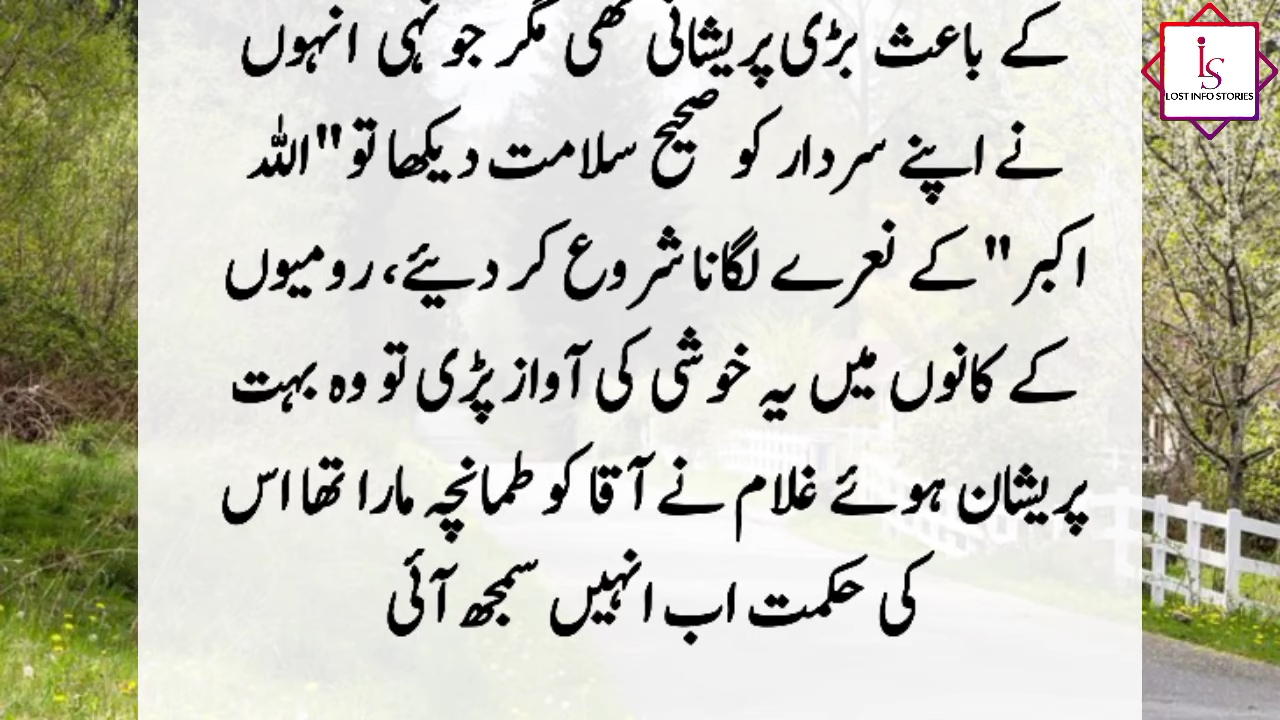 کے باعث بڑی پریشانی تھی مگر جونہی انہوں
نے اپنے سردار کو صحیح سلامت دیکھا تو "اللہ
اکبر" کے نعرے لگانا شروع کر دیئے، رومیوں
کے کانوں میں یہ خوشی کی آواز پڑی تو وہ بہت
پریشان ہوئے غلام نے آقا کو طمانچہ مارا تھا اس
کی حکمت اب انہیں سمجھ آئی
iS
LOST INFO STORIES